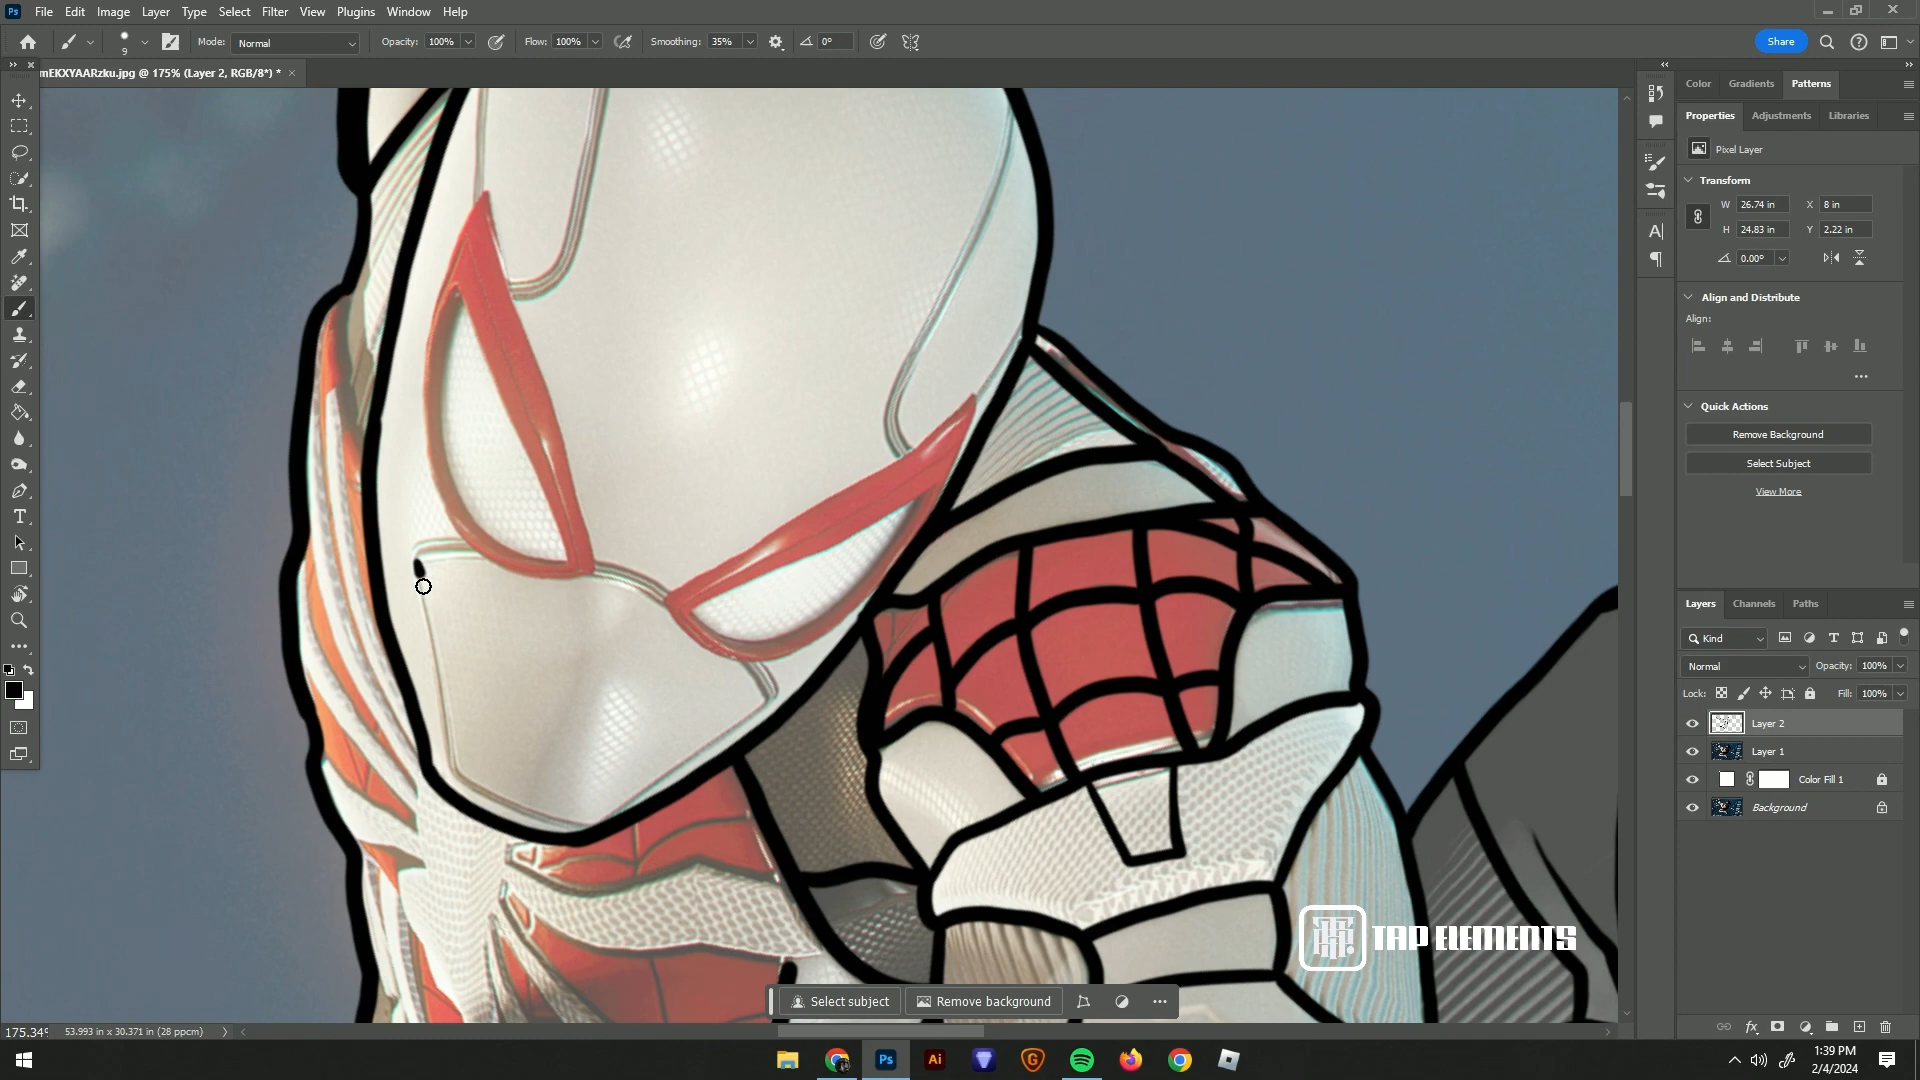 Ps File Edit Image Layer Type Select Filter View Plugins Window Help
9 Mode: Normal Opacity: 100% Flow: 100% Smoothing: 35% 0° Share
mEKXYAARzku.jpg @ 175% (Layer 2, RGB/8*) * ×
Color Gradients Patterns
Properties Adjustments Libraries
Pixel Layer
Transform
W 26.74 in X 8 in
H 24.83 in Y 2.22 in
0.00°
Align and Distribute
Align:
Quick Actions
Remove Background
Select Subject
View More
Layers Channels Paths
Kind
Normal Opacity: 100%
Lock: Fill: 100%
Layer 2
Layer 1
Color Fill 1
Background
TAP ELEMENTS
Select subject Remove background
175.34% 53.993 in x 30.371 in (28 ppcm)
Ps Ai
1:39 PM
2/4/2024